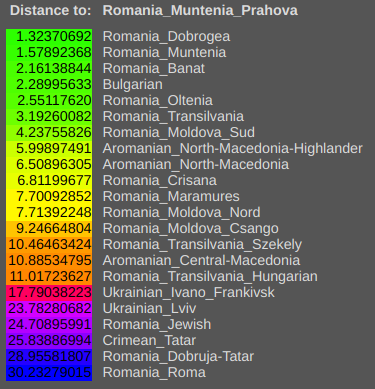 Distance to: Romania_Muntenia_Prahova
1.32370692 Romania_Dobrogea
1.57892368 Romania_Muntenia
2.16138844 Romania_Banat
2.28995633 Bulgarian
2.55117620 Romania_Oltenia
3.19260082 Romania_Transilvania
4.23755826 Romania_Moldova_Sud
5.99897491 Aromanian_North-Macedonia-Highlander
6.50896305 Aromanian_North-Macedonia
6.81199677 Romania_Crisana
7.70092852 Romania_Maramures
7.71392248 Romania_Moldova_Nord
9.24664804 Romania_Moldova_Csango
10.46463424 Romania_Transilvania_Szekely
10.88534795 Aromanian_Central-Macedonia
11.01723627 Romania_Transilvania_Hungarian
17.79038223 Ukrainian_Ivano_Frankivsk
23.78280682 Ukrainian_Lviv
24.70895991 Romania_Jewish
25.83886994 Crimean_Tatar
28.95581807 Romania_Dobruja-Tatar
30.23279015 Romania_Roma